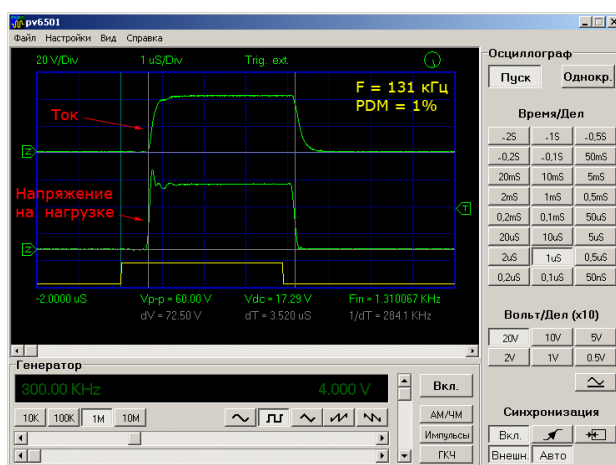 pv6501
Файл Настройки Вид Справка
20 V/Div 1 uS/Div Trig. ext.
F = 131 кГц
PDM = 1%
Ток
Z
Напряжение
на нагрузке
T
Z
-2.0000 uS Vp-p = 60.00 V Vdc = 17.29 V Fin = 1.310067 KHz
dV = 72.50 V dT = 3.520 uS 1/dT = 284.1 KHz
Осциллограф
Пуск Однокр.
Время/Дел
-2S -1S -0,5S
-0,2S -0,1S 50mS
20mS 10mS 5mS
2mS 1mS 0,5mS
0,2mS 0,1mS 50uS
20uS 10uS 5uS
2uS 1uS 0,5uS
0,2uS 0,1uS 50nS
Вольт/Дел (x10)
20V 10V 5V
2V 1V 0.5V
Синхронизация
Вкл.
Внешн. Авто
Генератор
300.00 KHz 4.000 V
Вкл.
10K 100K 1M 10M
АМ/ЧМ
Импульсы
ГКЧ